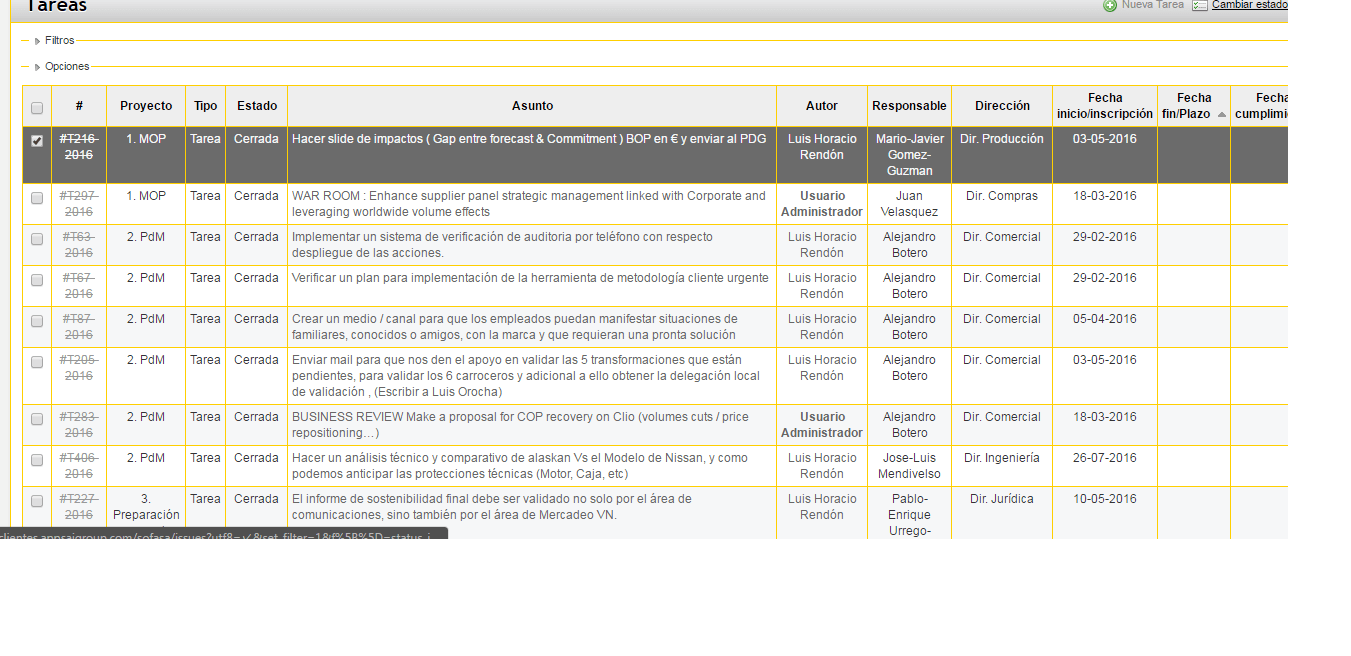 Tareas
Nueva Tarea Cambiar estado
Filtros
Opciones
# Proyecto Tipo Estado Asunto Autor Responsable Dirección Fecha inicio/inscripción Fecha fin/Plazo Fecha
#T216-2016 1. MOP Tarea Cerrada Hacer slide de impactos ( Gap entre forecast & Commitment ) BOP en € y enviar al PDG Luis Horacio Rendón Mario-Javier Gomez-Guzman Dir. Producción 03-05-2016
#T297-2016 1. MOP Tarea Cerrada WAR ROOM : Enhance supplier panel strategic management linked with Corporate and leveraging worldwide volume effects Usuario Administrador Juan Velasquez Dir. Compras 18-03-2016
#T63-2016 2. PdM Tarea Cerrada Implementar un sistema de verificación de auditoria por teléfono con respecto despliegue de las acciones. Luis Horacio Rendón Alejandro Botero Dir. Comercial 29-02-2016
#T67-2016 2. PdM Tarea Cerrada Verificar un plan para implementación de la herramienta de metodología cliente urgente Luis Horacio Rendón Alejandro Botero Dir. Comercial 29-02-2016
#T87-2016 2. PdM Tarea Cerrada Crear un medio / canal para que los empleados puedan manifestar situaciones de familiares, conocidos o amigos, con la marca y que requieran una pronta solución Luis Horacio Rendón Alejandro Botero Dir. Comercial 05-04-2016
#T205-2016 2. PdM Tarea Cerrada Enviar mail para que nos den el apoyo en validar las 5 transformaciones que están pendientes, para validar los 6 carroceros y adicional a ello obtener la delegación local de validación , (Escribir a Luis Orocha) Luis Horacio Rendón Alejandro Botero Dir. Comercial 03-05-2016
#T283-2016 2. PdM Tarea Cerrada BUSINESS REVIEW Make a proposal for COP recovery on Clio (volumes cuts / price repositioning…) Usuario Administrador Alejandro Botero Dir. Comercial 18-03-2016
#T406-2016 2. PdM Tarea Cerrada Hacer un análisis técnico y comparativo de alaskan Vs el Modelo de Nissan, y como podemos anticipar las protecciones técnicas (Motor, Caja, etc) Luis Horacio Rendón Jose-Luis Mendivelso Dir. Ingeniería 26-07-2016
#T227-2016 3. Preparación Tarea Cerrada El informe de sostenibilidad final debe ser validado no solo por el área de comunicaciones, sino también por el área de Mercadeo VN. Luis Horacio Rendón Pablo-Enrique Urrego- Dir. Jurídica 10-05-2016